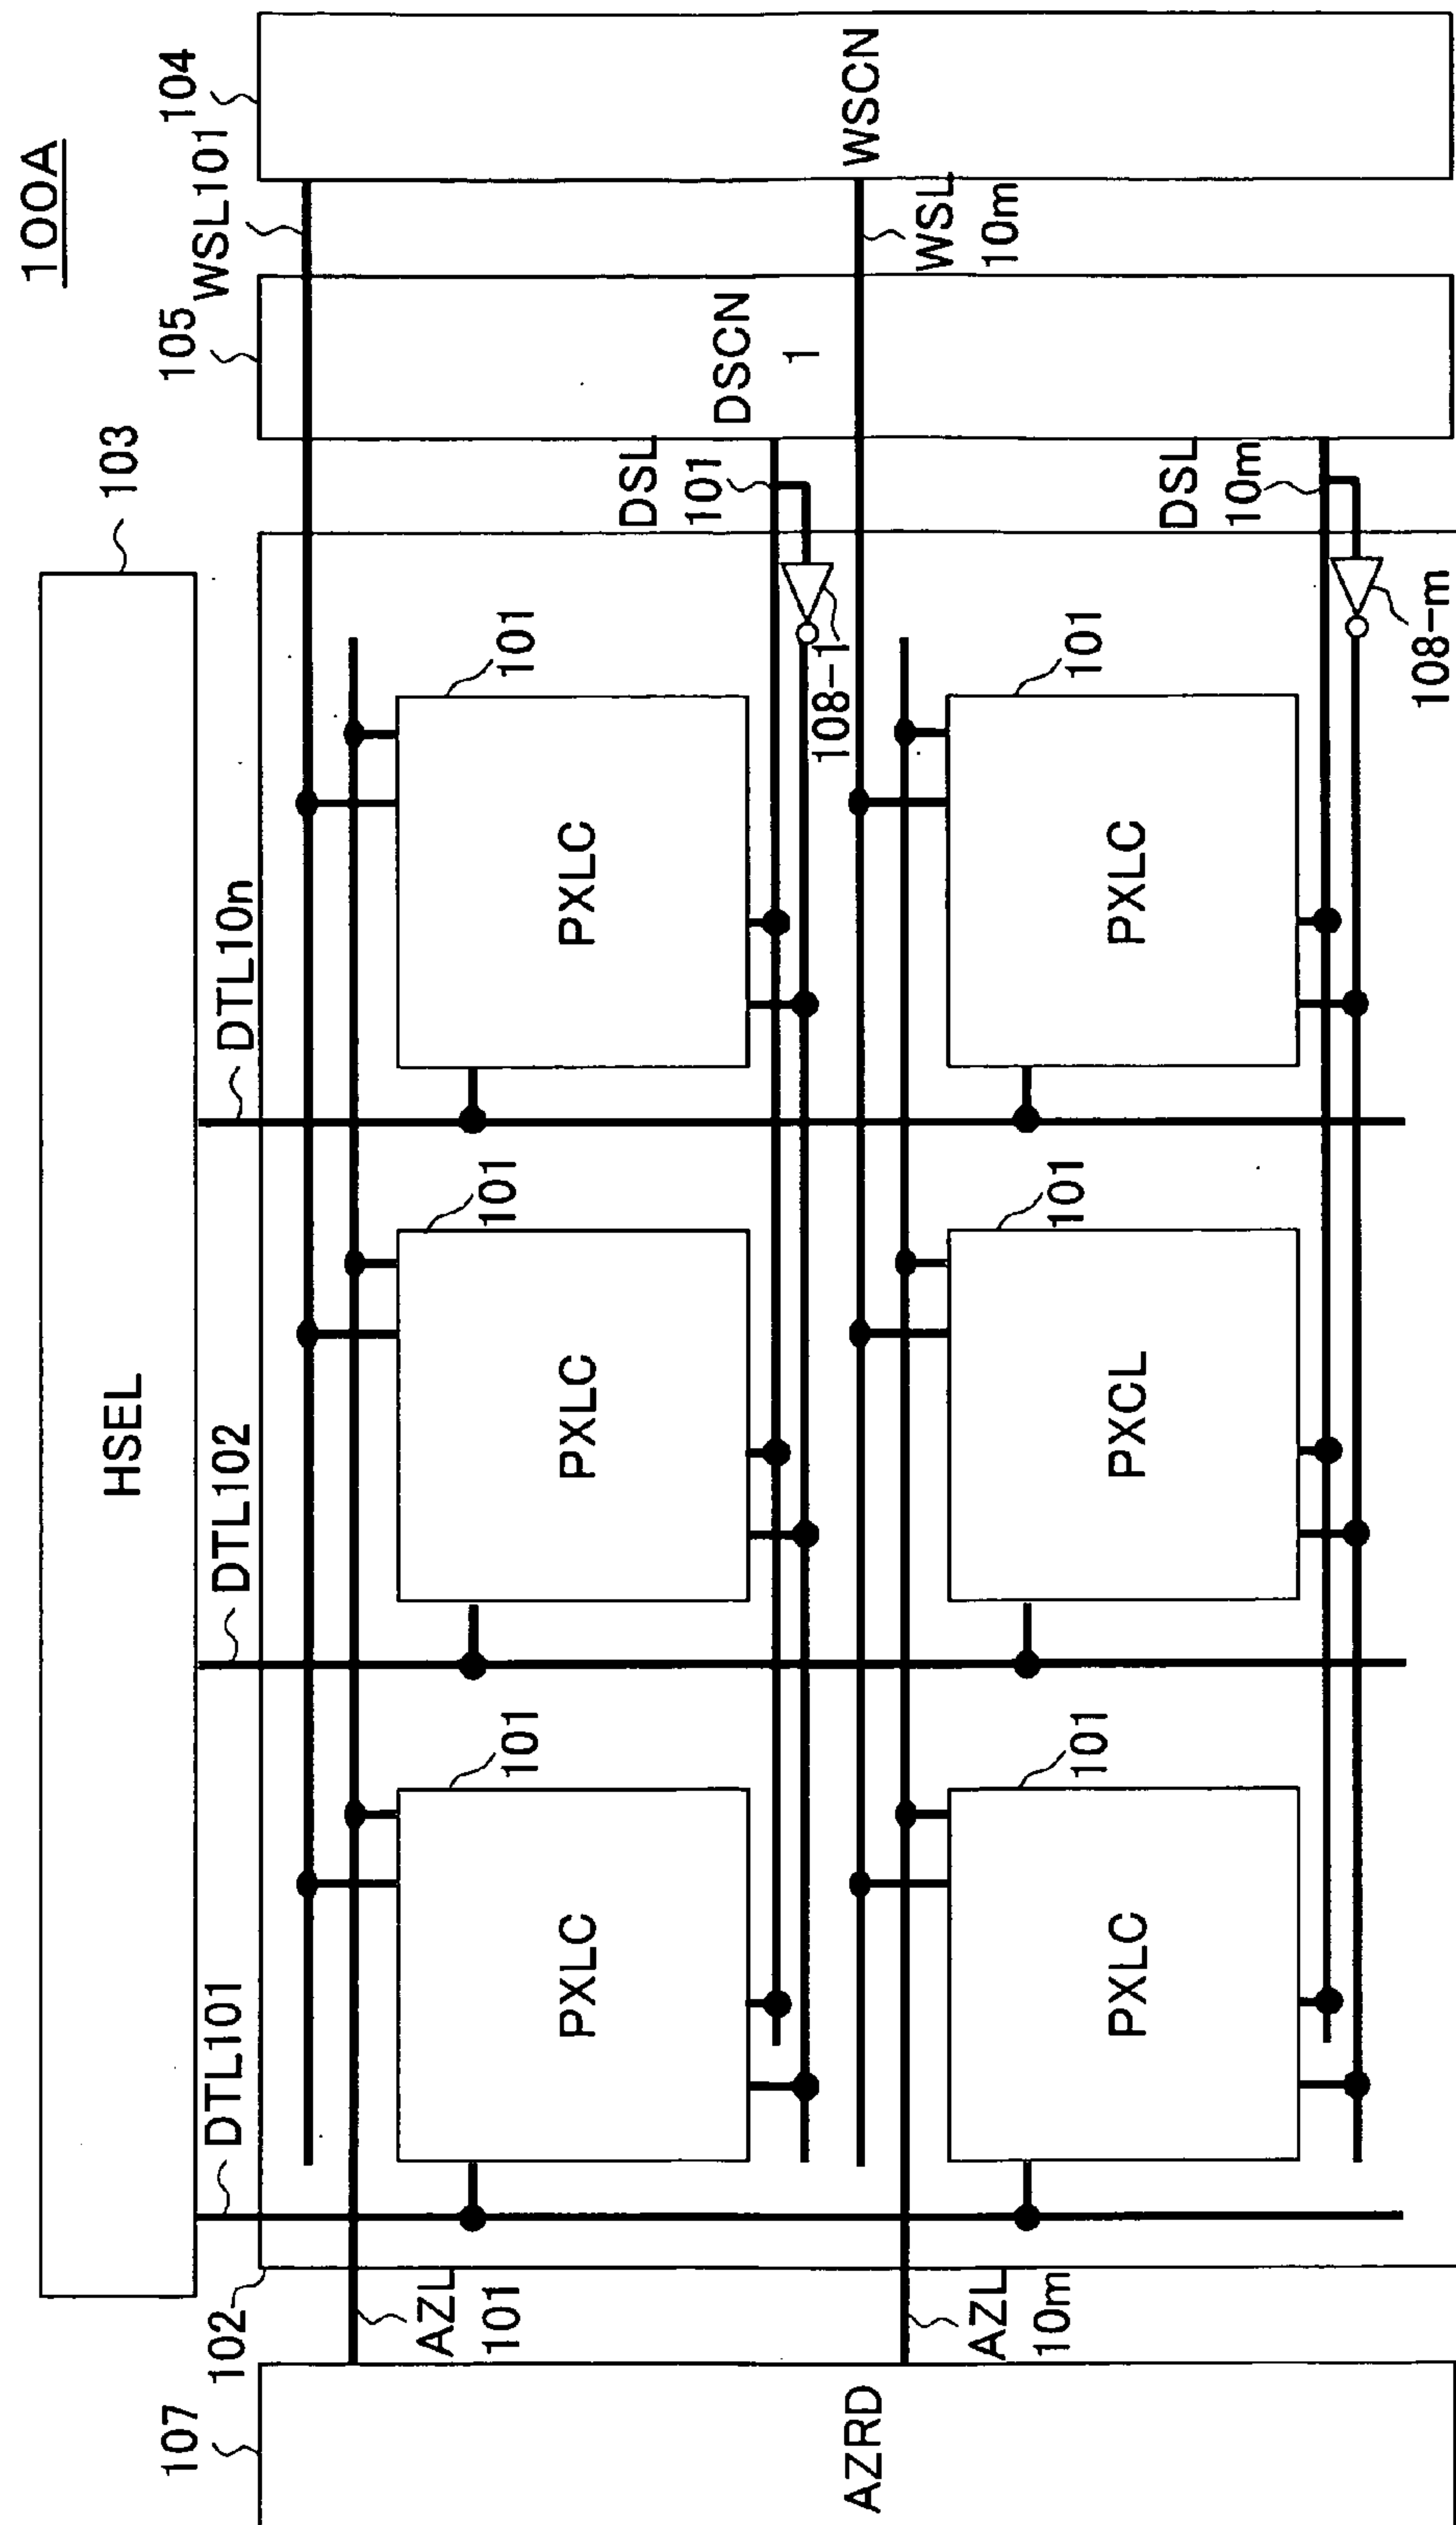 100A
HSEL
103
DTL101
DTL102
DTL10n
105
WSL101
104
102
107
AZRD
AZL
101
AZL
10m
PXLC
101
PXLC
101
PXLC
101
DSL
101
108-1
DSCN
1
WSCN
WSL
10m
PXLC
101
PXCL
101
PXLC
101
DSL
10m
108-m